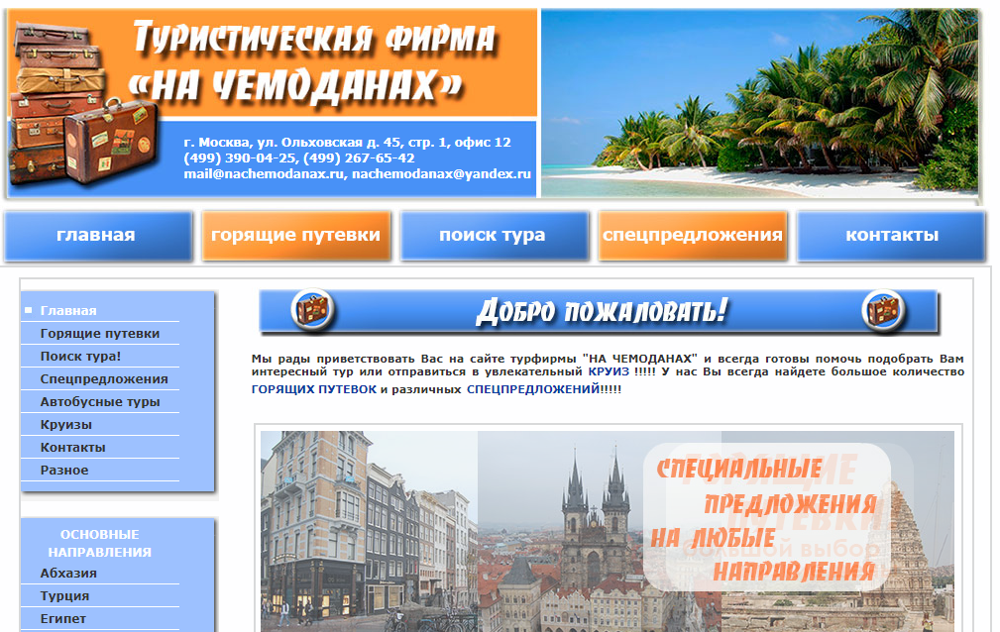 Туристическая фирма
«НА ЧЕМОДАНАХ»
г. Москва, ул. Ольховская д. 45, стр. 1, офис 12
(499) 390-04-25, (499) 267-65-42
mail@nachemodanax.ru, nachemodanax@yandex.ru
главная
горящие путевки
поиск тура
спецпредложения
контакты
Главная
Горящие путевки
Поиск тура!
Спецпредложения
Автобусные туры
Круизы
Контакты
Разное
ОСНОВНЫЕ
НАПРАВЛЕНИЯ
Абхазия
Турция
Египет
Добро пожаловать!
Мы рады приветствовать Вас на сайте турфирмы "НА ЧЕМОДАНАХ" и всегда готовы помочь подобрать Вам
интересный тур или отправиться в увлекательный КРУИЗ !!!!! У нас Вы всегда найдете большое количество
ГОРЯЩИХ ПУТЕВОК и различных СПЕЦПРЕДЛОЖЕНИЙ!!!!!
СПЕЦИАЛЬНЫЕ
ПРЕДЛОЖЕНИЯ
НА ЛЮБЫЕ
НАПРАВЛЕНИЯ
ГОРЯЩИЕ
ПУТЕВКИ
большой выбор